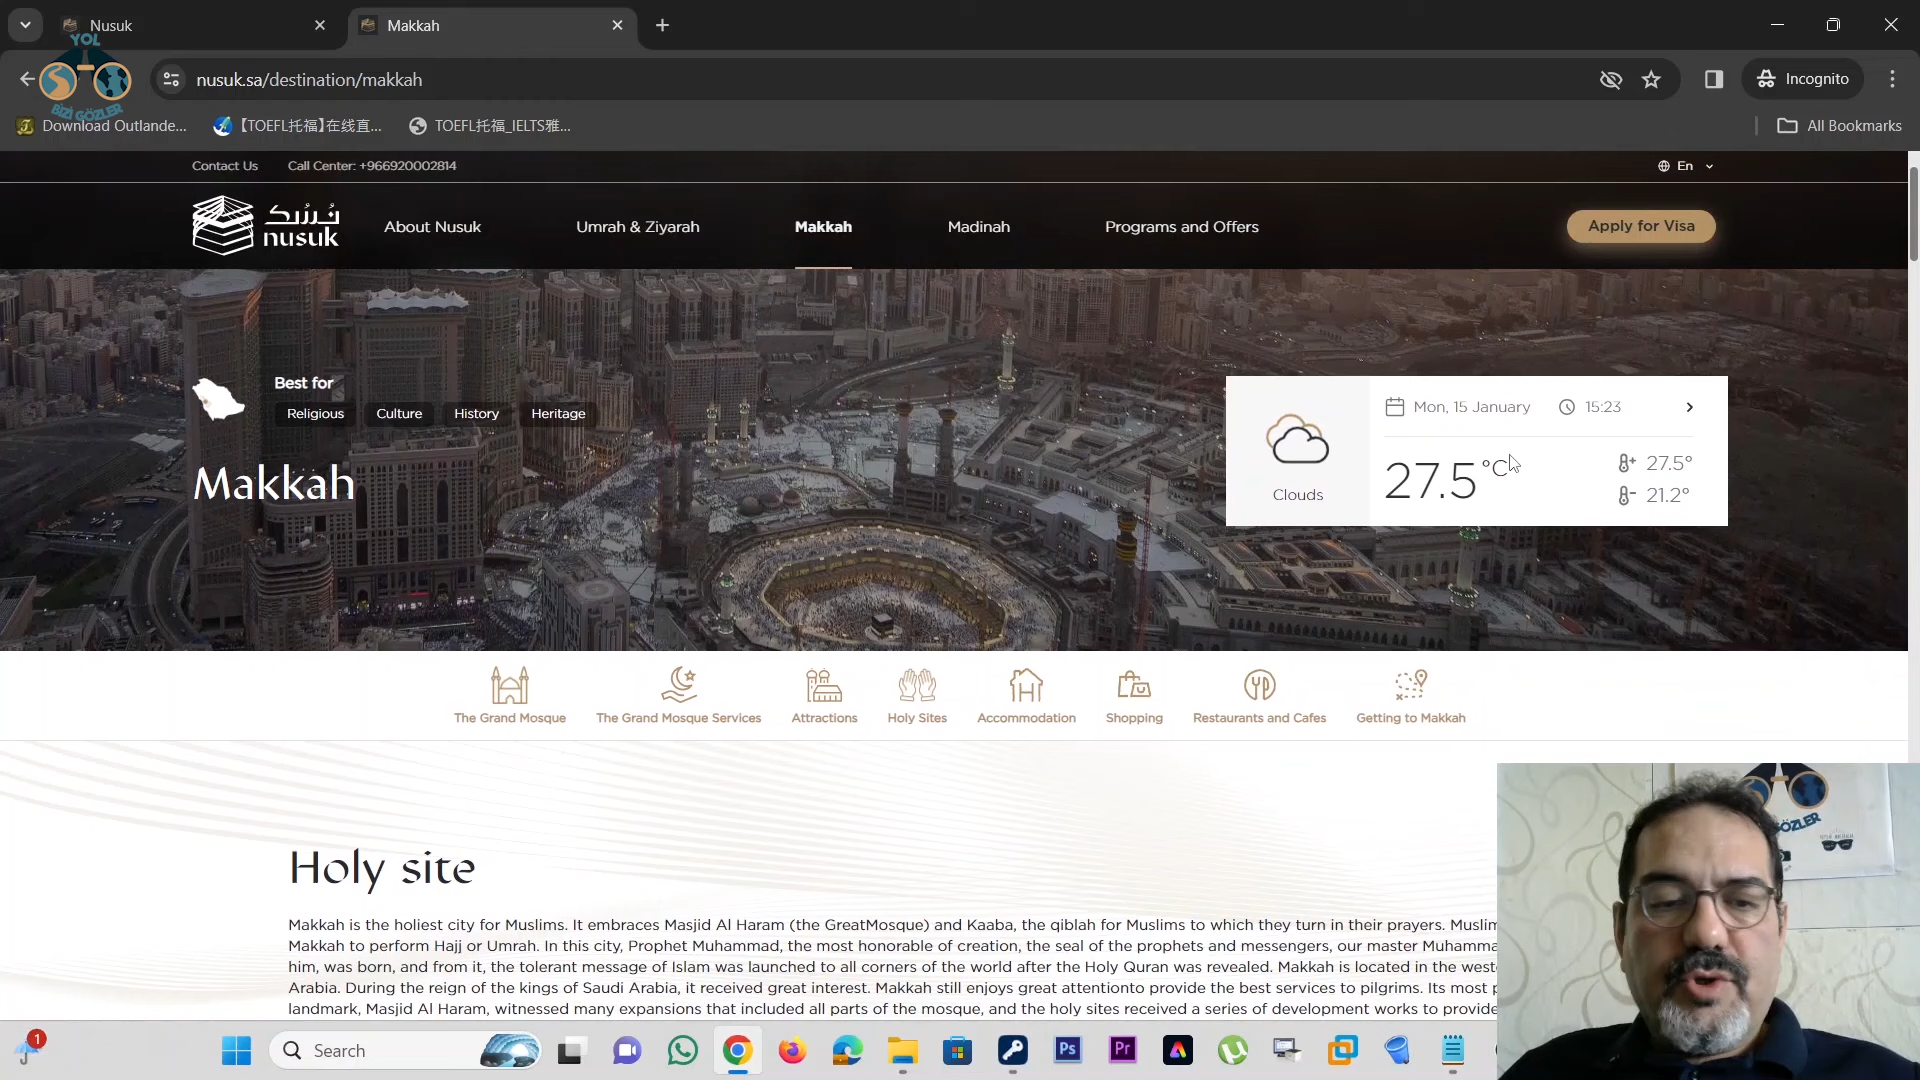 Nusuk
Makkah
YOL
BİZİ GÖZLER
nusuk.sa/destination/makkah
Incognito
Download Outlande...
【TOEFL托福】在线直...
TOEFL托福_IELTS雅...
All Bookmarks
Contact Us
Call Center: +966920002814
En
نُسُك
nusuk
About Nusuk
Umrah & Ziyarah
Makkah
Madinah
Programs and Offers
Apply for Visa
Best for
Religious
Culture
History
Heritage
Makkah
Mon, 15 January
15:23
27.5 °C
27.5°
21.2°
Clouds
The Grand Mosque
The Grand Mosque Services
Attractions
Holy Sites
Accommodation
Shopping
Restaurants and Cafes
Getting to Makkah
Holy site
Makkah is the holiest city for Muslims. It embraces Masjid Al Haram (the GreatMosque) and Kaaba, the qiblah for Muslims to which they turn in their prayers. Muslim
Makkah to perform Hajj or Umrah. In this city, Prophet Muhammad, the most honorable of creation, the seal of the prophets and messengers, our master Muhamma
him, was born, and from it, the tolerant message of Islam was launched to all corners of the world after the Holy Quran was revealed. Makkah is located in the west
Arabia. During the reign of the kings of Saudi Arabia, it received great interest. Makkah still enjoys great attentionto provide the best services to pilgrims. Its most p
landmark, Masjid Al Haram, witnessed many expansions that included all parts of the mosque, and the holy sites received a series of development works to provide
GÖZLER
1
Search
Ps
Pr